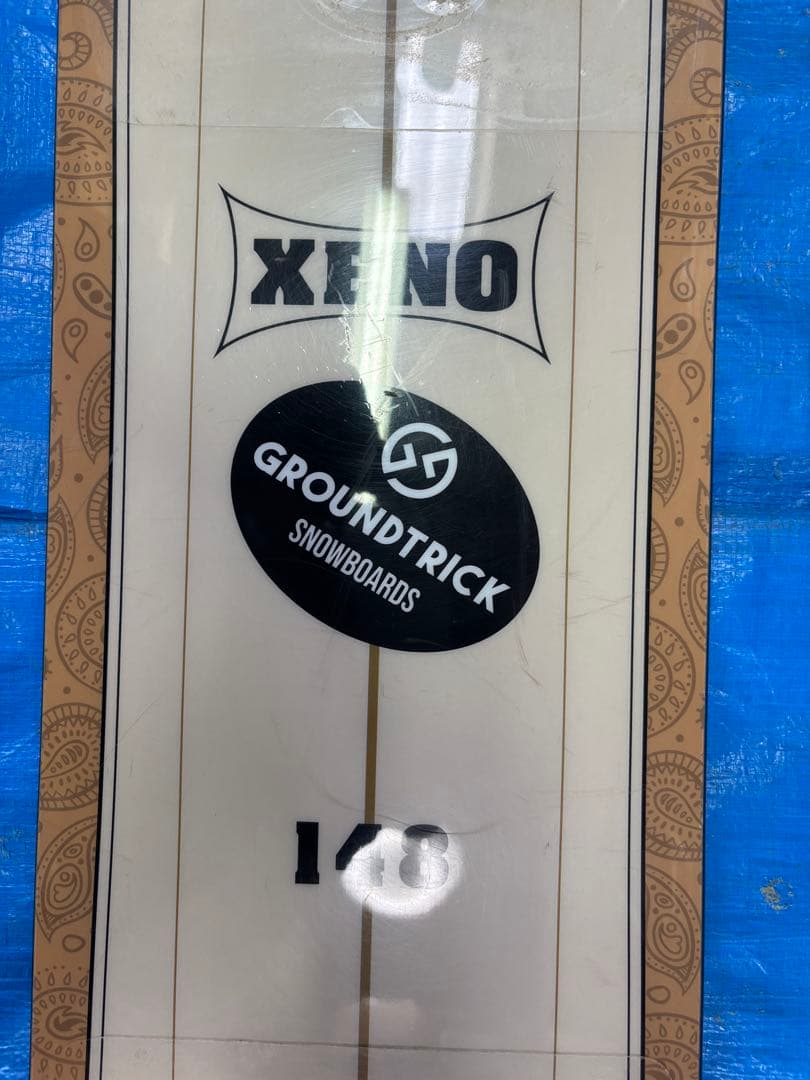 XENO
GROUNDTRICK
SNOWBOARDS
148